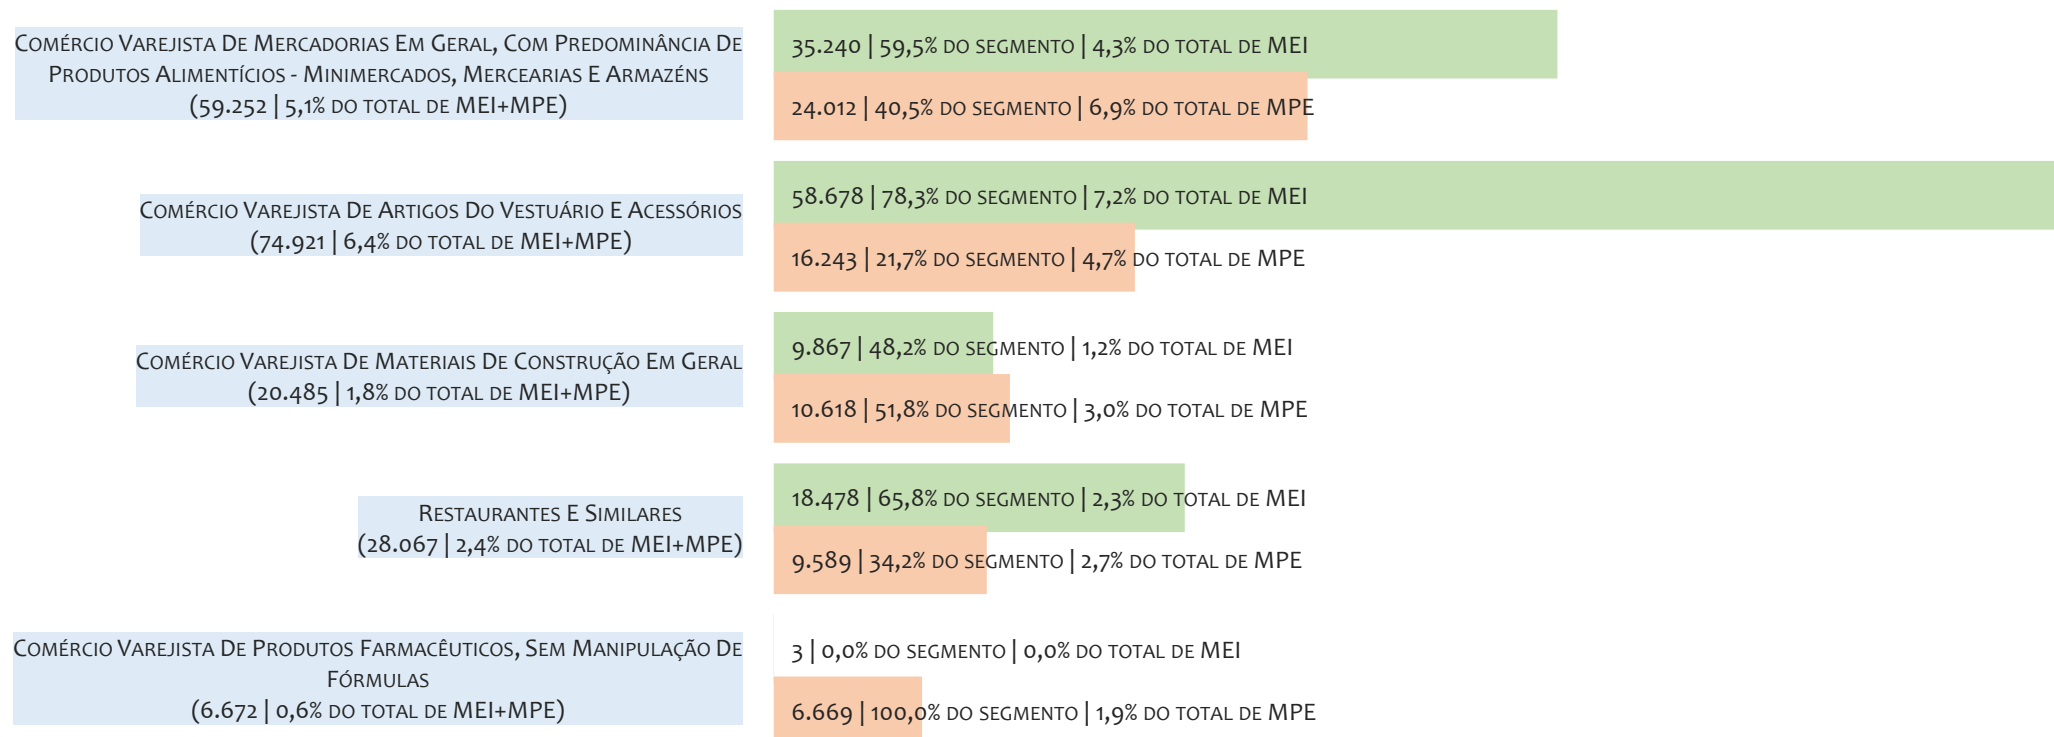 Comércio Varejista De Mercadorias Em Geral, Com Predominância De
Produtos Alimentícios - Minimercados, Mercearias E Armazéns
(59.252 | 5,1% do total de MEI+MPE)
35.240 | 59,5% do segmento | 4,3% do total de MEI
24.012 | 40,5% do segmento | 6,9% do total de MPE
Comércio Varejista De Artigos Do Vestuário E Acessórios
(74.921 | 6,4% do total de MEI+MPE)
58.678 | 78,3% do segmento | 7,2% do total de MEI
16.243 | 21,7% do segmento | 4,7% do total de MPE
Comércio Varejista De Materiais De Construção Em Geral
(20.485 | 1,8% do total de MEI+MPE)
9.867 | 48,2% do segmento | 1,2% do total de MEI
10.618 | 51,8% do segmento | 3,0% do total de MPE
Restaurantes E Similares
(28.067 | 2,4% do total de MEI+MPE)
18.478 | 65,8% do segmento | 2,3% do total de MEI
9.589 | 34,2% do segmento | 2,7% do total de MPE
Comércio Varejista De Produtos Farmacêuticos, Sem Manipulação De
Fórmulas
(6.672 | 0,6% do total de MEI+MPE)
3 | 0,0% do segmento | 0,0% do total de MEI
6.669 | 100,0% do segmento | 1,9% do total de MPE